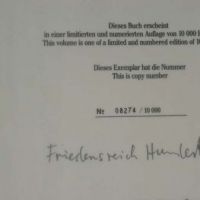 Dieses Buch erscheint
in einer limitierten und numerierten Auflage von 10 000
This volume is one of a limited and numbered edition of
Dieses Exemplar hat die Nummer
This is copy number
№ 08274 / 10 000
Friedensreich